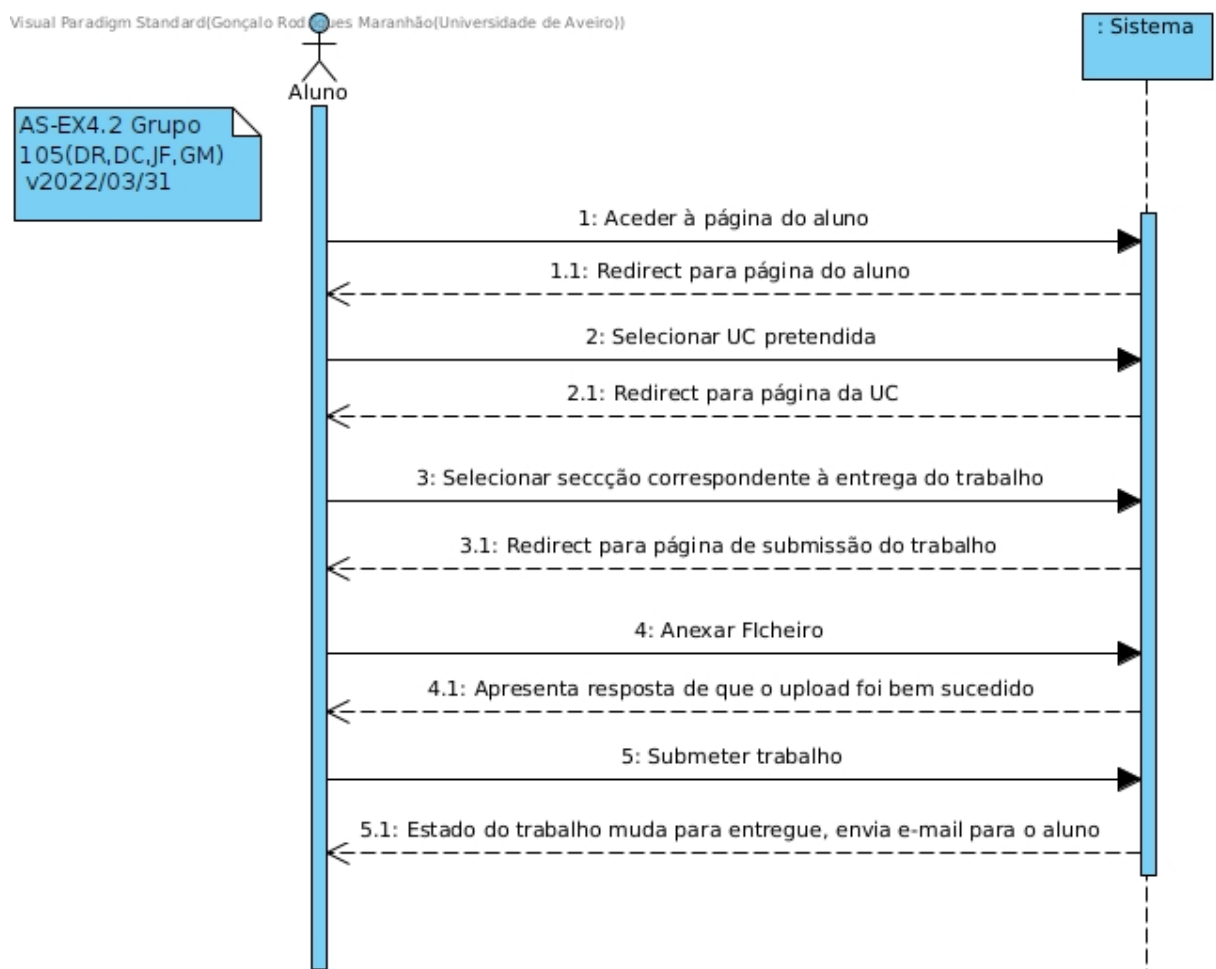 Visual Paradigm Standard(Gonçalo Rodrigues Maranhão(Universidade de Aveiro))
: Sistema
Aluno
AS-EX4.2 Grupo
105(DR,DC,JF,GM)
v2022/03/31
1: Aceder à página do aluno
1.1: Redirect para página do aluno
2: Selecionar UC pretendida
2.1: Redirect para página da UC
3: Selecionar seccção correspondente à entrega do trabalho
3.1: Redirect para página de submissão do trabalho
4: Anexar FIcheiro
4.1: Apresenta resposta de que o upload foi bem sucedido
5: Submeter trabalho
5.1: Estado do trabalho muda para entregue, envia e-mail para o aluno